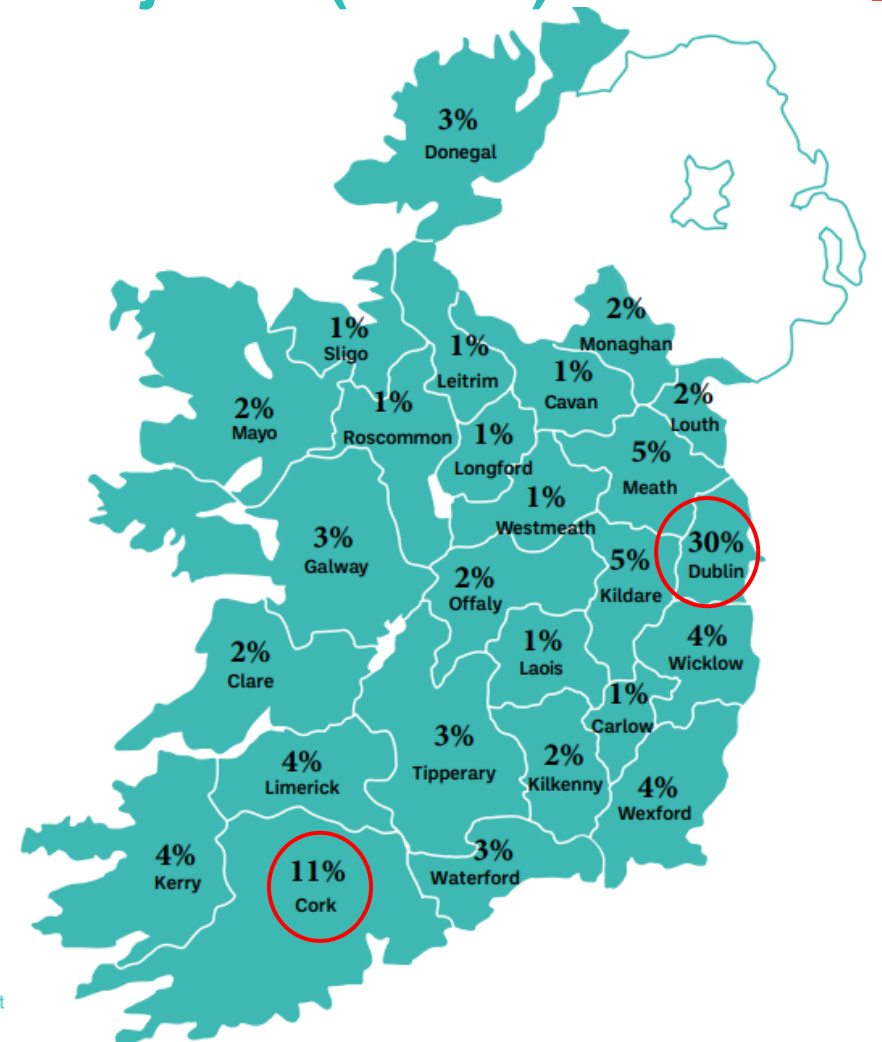 3%
Donegal
2%
Monaghan
1%
Sligo
1%
Leitrim
1%
Cavan
2%
Louth
2%
Mayo
1%
Roscommon
1%
Longford
5%
Meath
1%
Westmeath
3%
Galway
30%
Dublin
5%
Kildare
2%
Offaly
4%
Wicklow
1%
Laois
2%
Clare
1%
Carlow
3%
Tipperary
4%
Limerick
2%
Kilkenny
4%
Wexford
4%
Kerry
3%
Waterford
11%
Cork
t